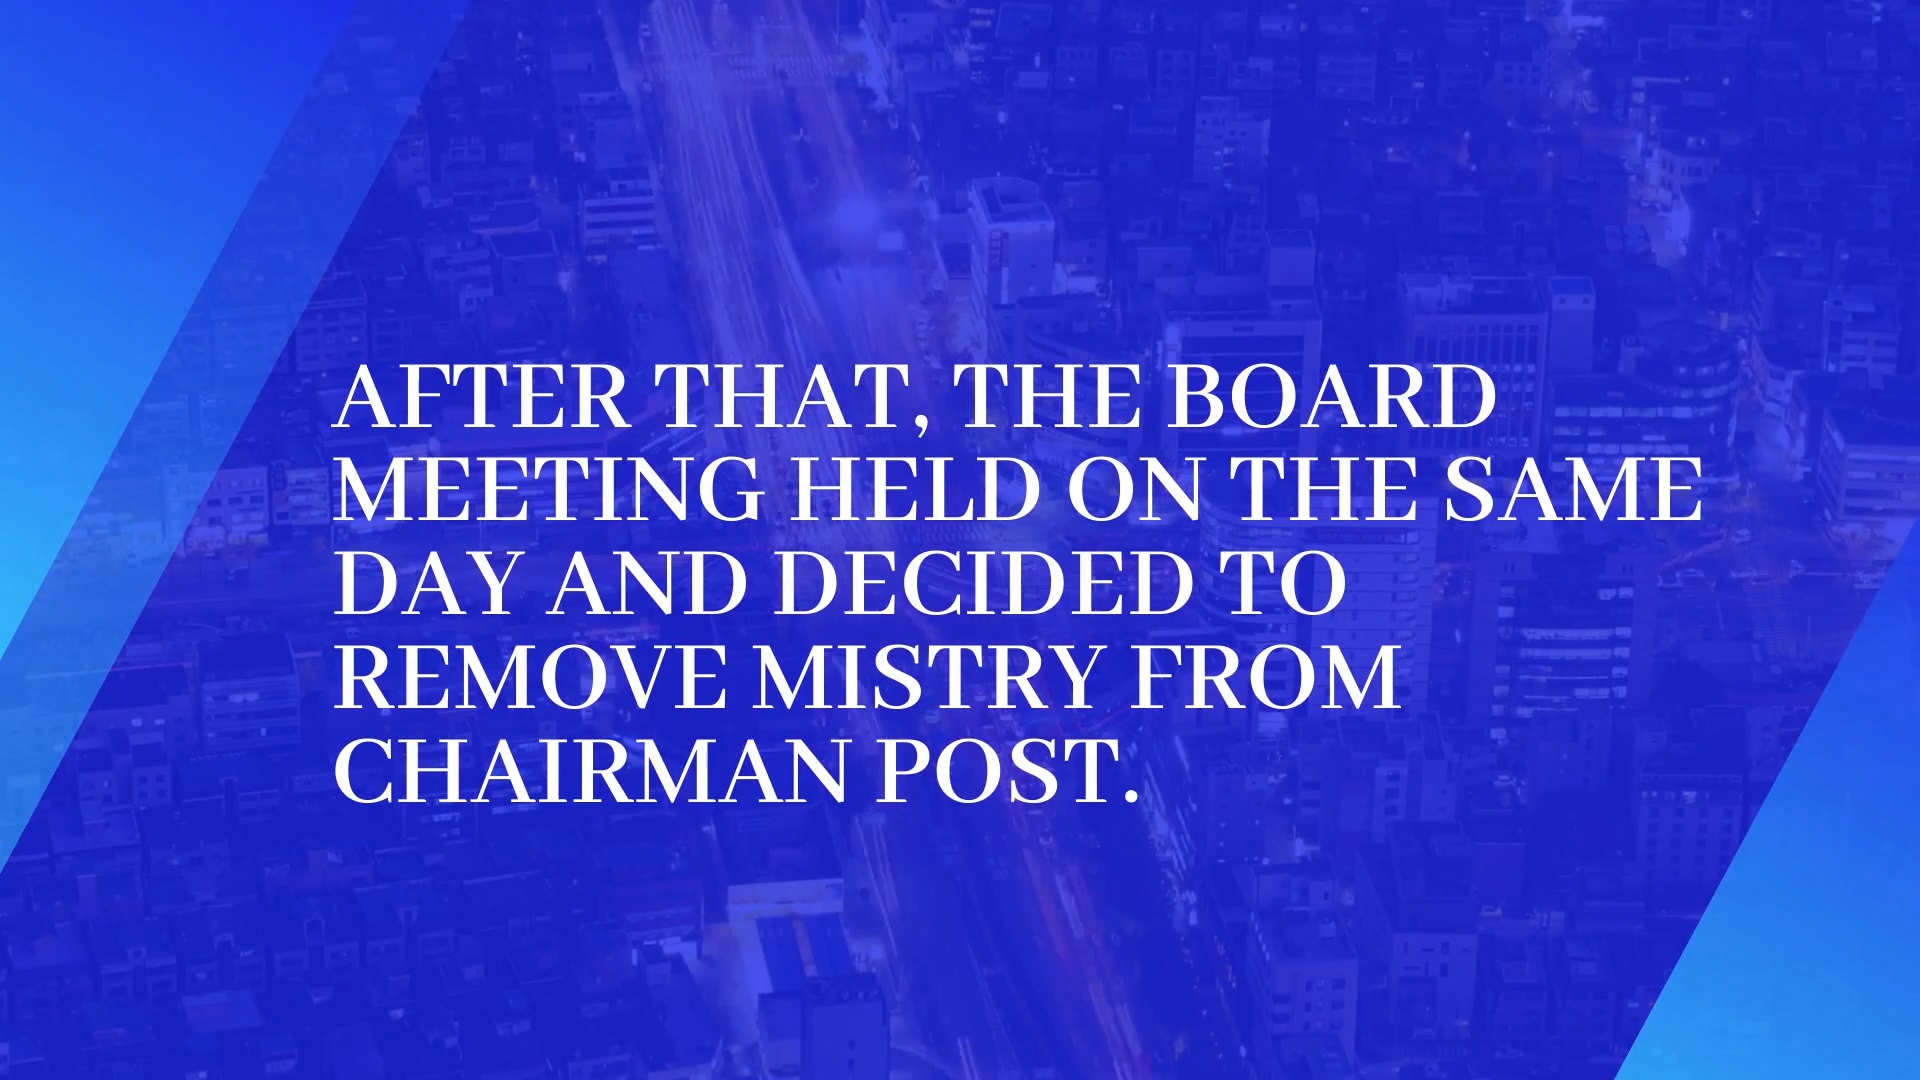 AFTER THAT, THE BOARD
MEETING HELD ON THE SAME
DAY AND DECIDED TO
REMOVE MISTRY FROM
CHAIRMAN POST.